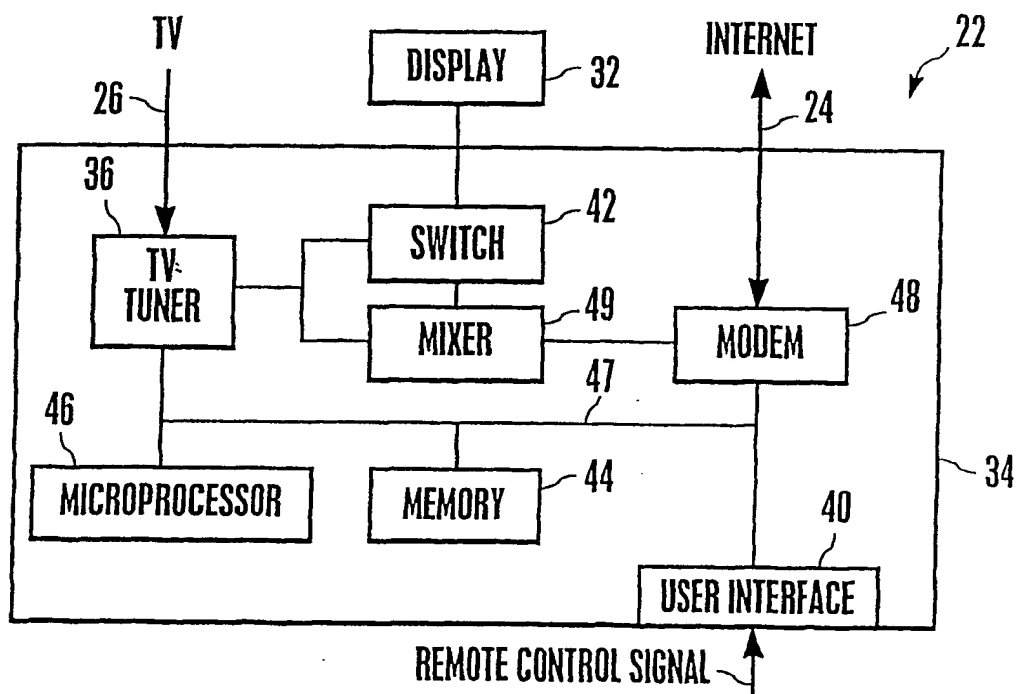 TV
INTERNET
22
DISPLAY
32
26
24
36
42
SWITCH
TV
TUNER
49
48
MIXER
MODEM
47
46
MICROPROCESSOR
MEMORY
44
34
40
USER INTERFACE
REMOTE CONTROL SIGNAL